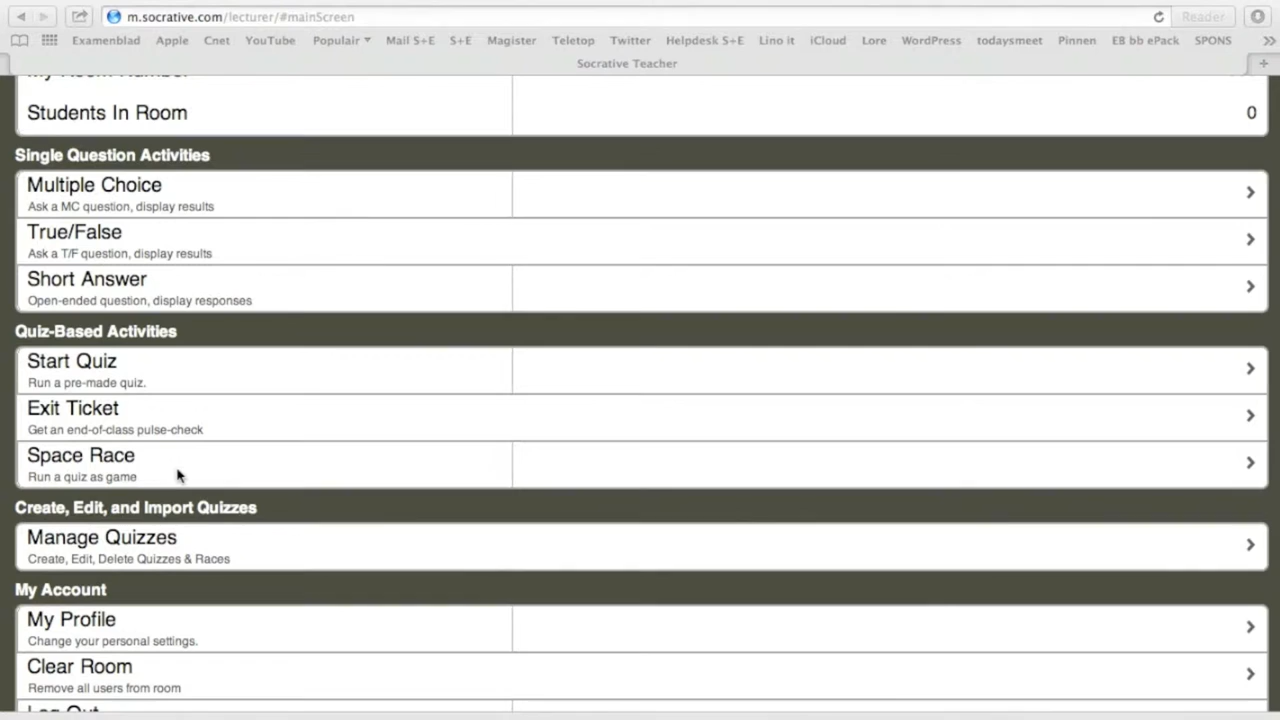 m.socrative.com/lecturer/#mainScreen
Reader
Examenblad Apple Cnet YouTube Populair Mail S+E S+E Magister Teletop Twitter Helpdesk S+E Lino it iCloud Lore WordPress todaysmeet Pinnen EB bb ePack SPONS
Socrative Teacher
My Room Number
Students In Room 0
Single Question Activities
Multiple Choice
Ask a MC question, display results
True/False
Ask a T/F question, display results
Short Answer
Open-ended question, display responses
Quiz-Based Activities
Start Quiz
Run a pre-made quiz.
Exit Ticket
Get an end-of-class pulse-check
Space Race
Run a quiz as game
Create, Edit, and Import Quizzes
Manage Quizzes
Create, Edit, Delete Quizzes & Races
My Account
My Profile
Change your personal settings.
Clear Room
Remove all users from room
Log Out